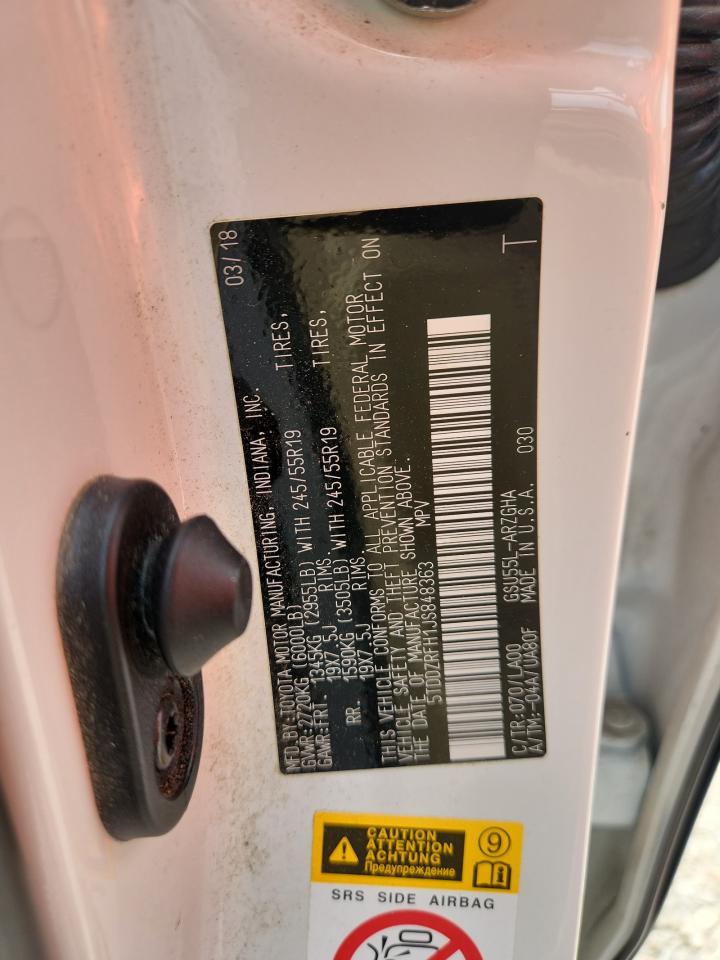 MFD.BY:TOYOTA MOTOR MANUFACTURING, INDIANA, INC. 03/18
GVWR:2720KG (6000LB)
GAWR:FRT. 1345KG (2955LB) WITH 245/55R19 TIRES,
19X7.5J RIMS.
RR. 1590KG (3505LB) WITH 245/55R19 TIRES,
19X7.5J RIMS
THIS VEHICLE CONFORMS TO ALL APPLICABLE FEDERAL MOTOR
VEHICLE SAFETY AND THEFT PREVENTION STANDARDS IN EFFECT ON
THE DATE OF MANUFACTURE SHOWN ABOVE.
5TDDZRFH1JS848363 MPV
C/TR:070/LA00 GSU55L-ARZGHA
A/TM:-04A/UA80F MADE IN U.S.A. 030 T
CAUTION
ATTENTION
ACHTUNG
Предупреждение
9
SRS SIDE AIRBAG